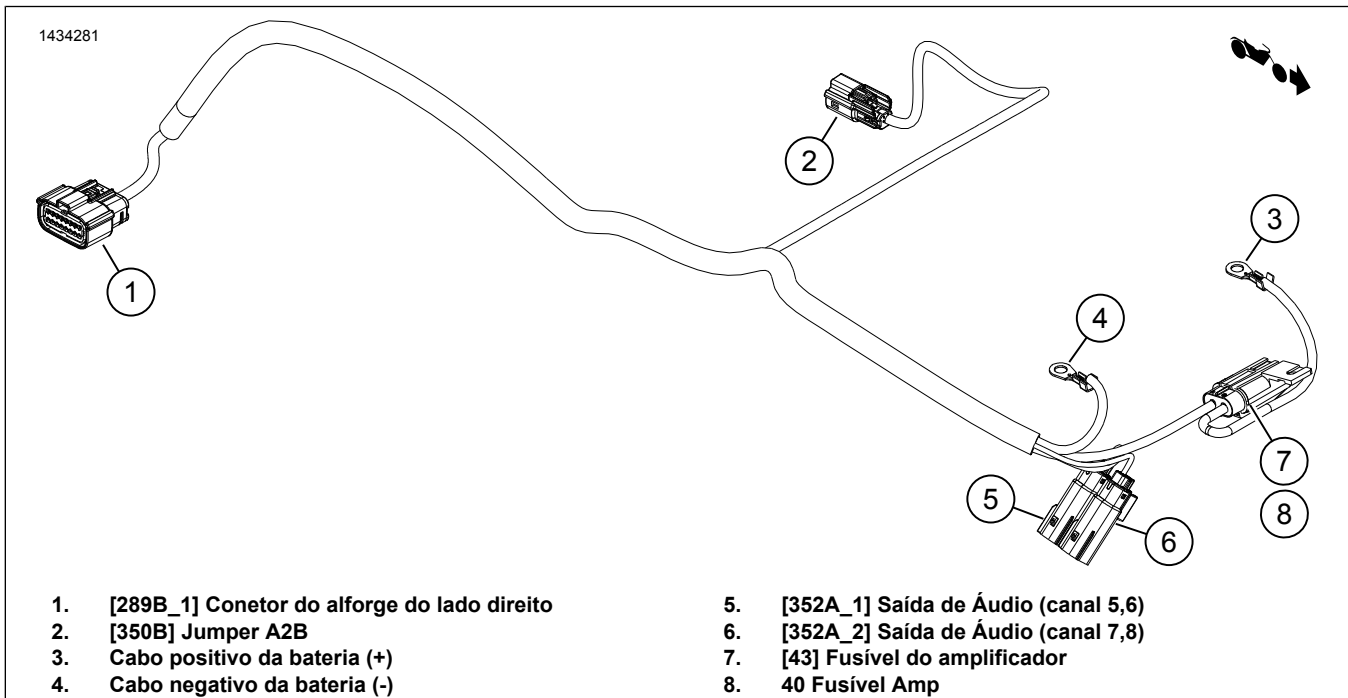 1434281
1
2
3
4
5
6
7
8
1. [289B_1] Conetor do alforge do lado direito
2. [350B] Jumper A2B
3. Cabo positivo da bateria (+)
4. Cabo negativo da bateria (-)
5. [352A_1] Saída de Áudio (canal 5,6)
6. [352A_2] Saída de Áudio (canal 7,8)
7. [43] Fusível do amplificador
8. 40 Fusível Amp